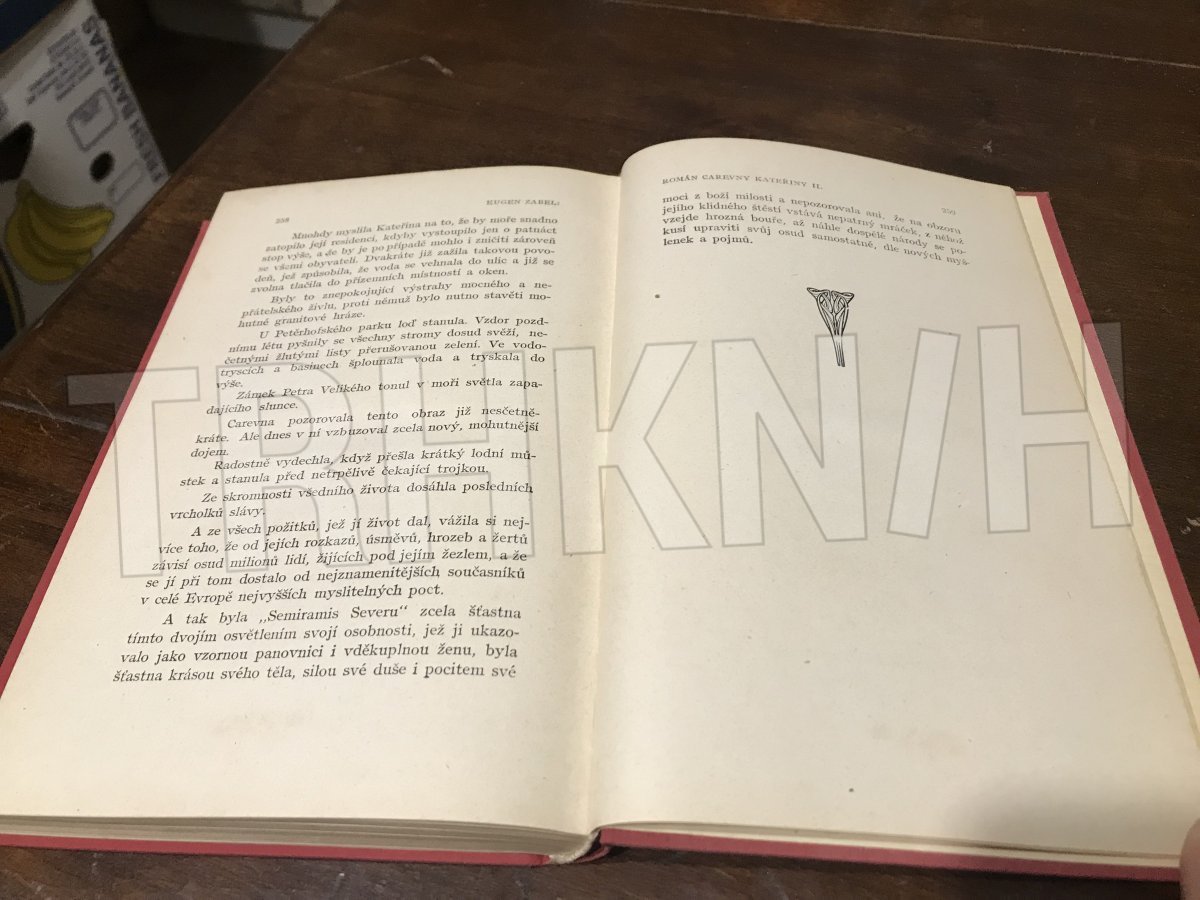 FRESH BANANAS
258
EUGEN ZABEL:
Mnohdy myslila Kateřina na to, že by moře snadno
zatopilo její residenci, kdyby vystoupilo jen o patnáct
stop výše, a že by je po případě mohlo i zničiti zároveň
se všemi obyvateli. Dvakráte již zažila takovou povo-
deň, jež způsobila, že voda se vehnala do ulic a již se
zvolna tlačila do přízemních místností a oken.
Byly to znepokojující výstrahy mocného a ne-
přátelského živlu, proti němuž bylo nutno stavěti mo-
hutné granitové hráze.
U Petěrhofského parku loď stanula. Vzdor pozd-
nímu létu pyšnily se všechny stromy dosud svěží, ne-
četnými žlutými listy přerušovanou zelení. Ve vodo-
tryscích a basinech šplounala voda a tryskala do
výše.
Zámek Petra Velikého tonul v moři světla zapa-
dajícího slunce.
Carevna pozorovala tento obraz již nesčetně-
kráte. Ale dnes v ní vzbuzoval zcela nový, mohutnější
dojem.
Radostně vydechla, když přešla krátký lodní mů-
stek a stanula před netrpělivě čekající trojkou.
Ze skromnosti všedního života dosáhla posledních
vrcholků slávy.
A ze všech požitků, jež jí život dal, vážila si nej-
více toho, že od jejích rozkazů, úsměvů, hrozeb a žertů
závisí osud milionů lidí, žijících pod jejím žezlem, a že
se jí při tom dostalo od nejznamenitějších současníků
v celé Evropě nejvyšších myslitelných poct.
A tak byla „Semiramis Severu" zcela šťastna
tímto dvojím osvětlením svojí osobnosti, jež ji ukazo-
valo jako vzornou panovnici i vděkuplnou ženu, byla
šťastna krásou svého těla, silou své duše i pocitem své
ROMÁN CAREVNY KATEŘINY II.
259
moci z boží milosti a nepozorovala ani, že na obzoru
jejího klidného štěstí vstává nepatrný mráček, z něhož
vzejde hrozná bouře, až náhle dospělé národy se po-
kusí upraviti svůj osud samostatně, dle nových myš-
lenek a pojmů.
TRHKNIH